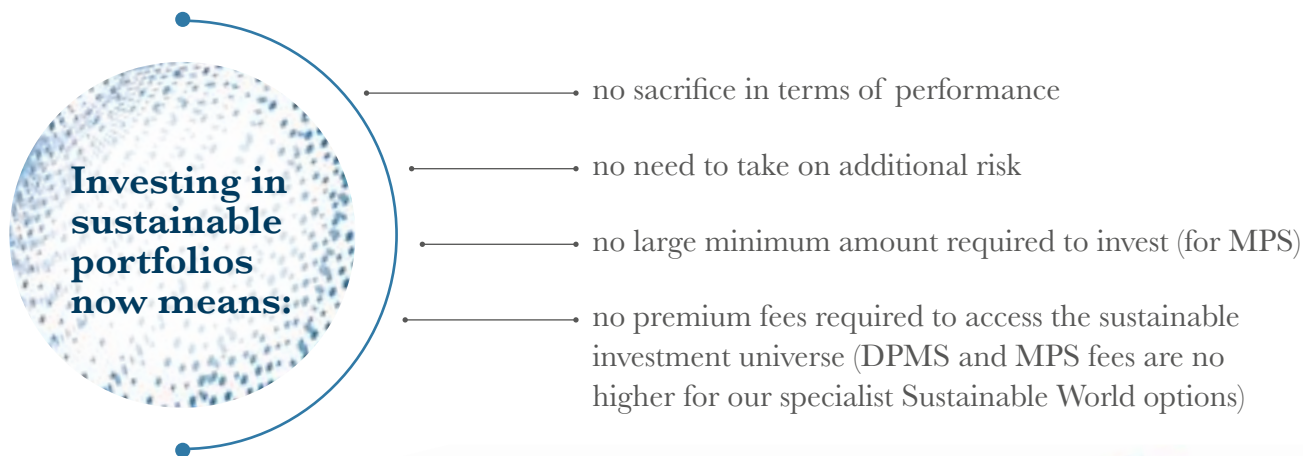 Investing in
sustainable
portfolios
now means:
no sacrifice in terms of performance
no need to take on additional risk
no large minimum amount required to invest (for MPS)
no premium fees required to access the sustainable
investment universe (DPMS and MPS fees are no
higher for our specialist Sustainable World options)